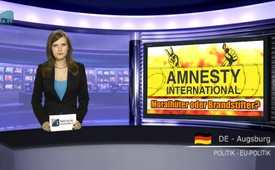 AMNESTY
INTERNATIONAL
Moralhüter oder Brandstifter?
DE - Augsburg
POLITIK - EU-POLITIK